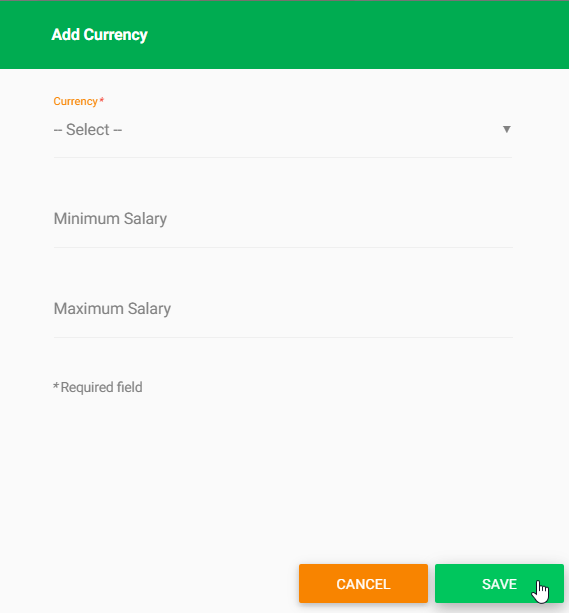 Add Currency
Currency*
-- Select --
Minimum Salary
Maximum Salary
* Required field
CANCEL SAVE